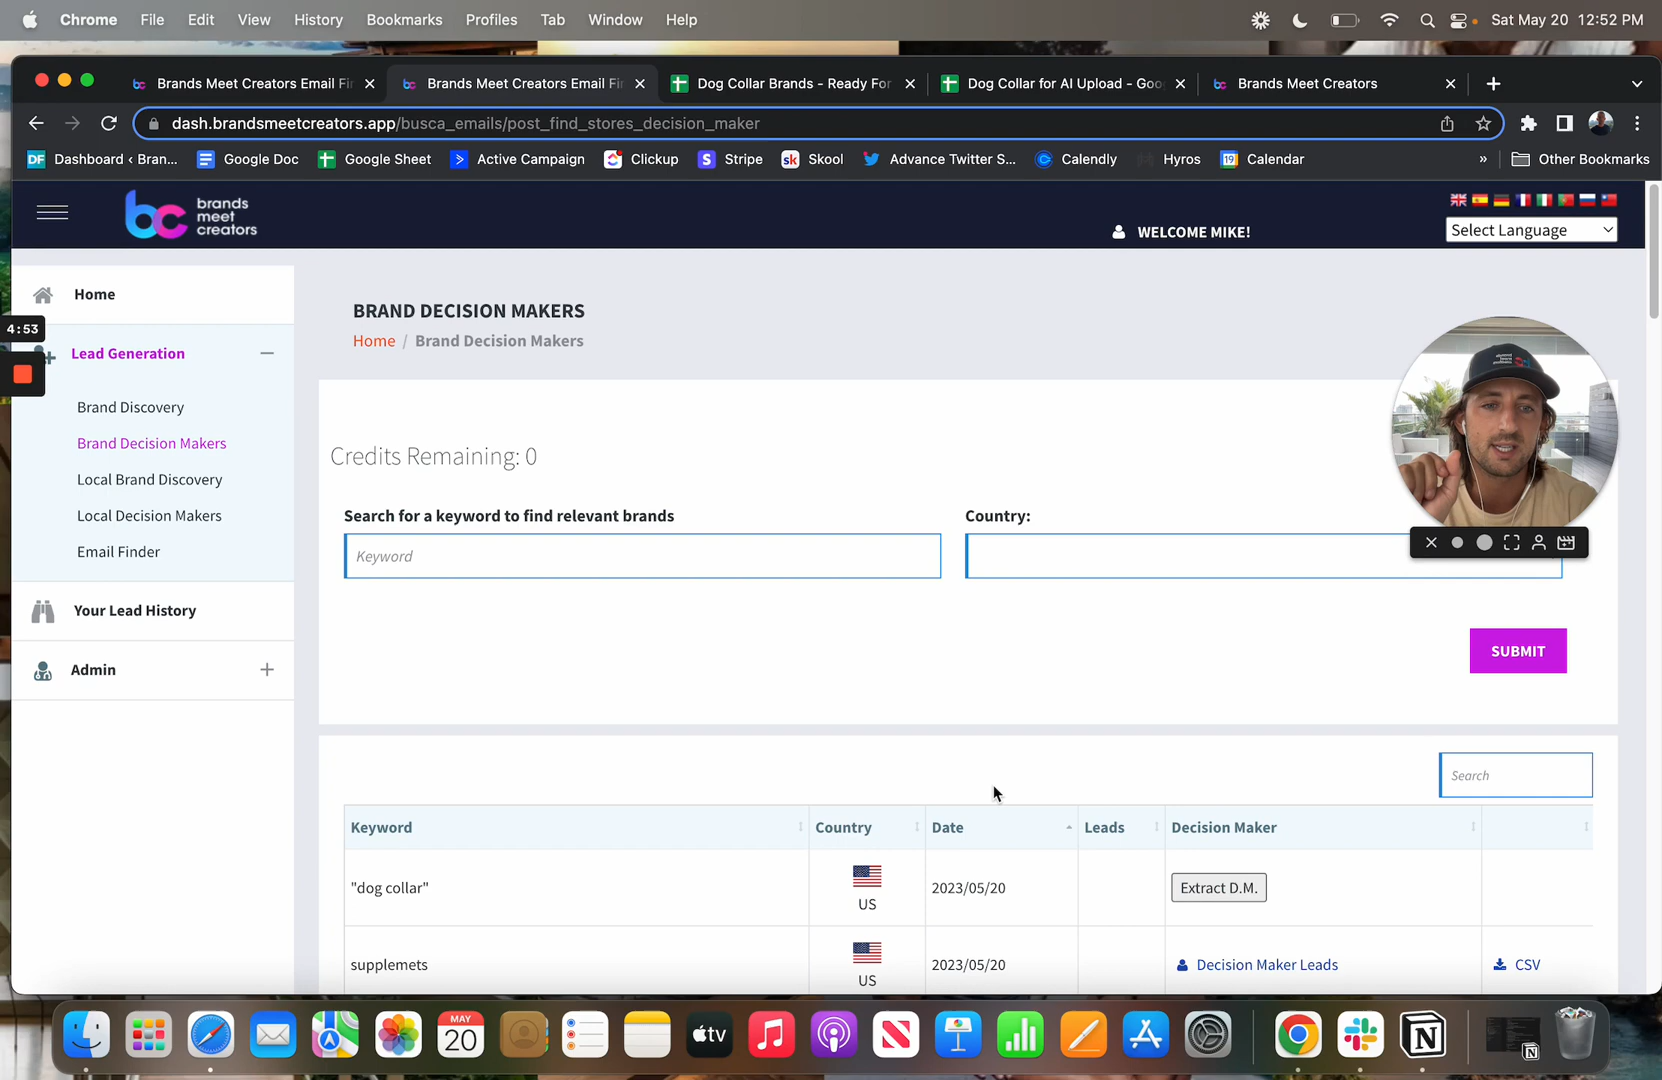 Chrome File Edit View History Bookmarks Profiles Tab Window Help Sat May 20 12:52 PM
Brands Meet Creators Email Fir Brands Meet Creators Email Fir Dog Collar Brands - Ready For Dog Collar for AI Upload - Goo Brands Meet Creators
dash.brandsmeetcreators.app/busca_emails/post_find_stores_decision_maker
DF Dashboard ‹ Bran... Google Doc Google Sheet Active Campaign Clickup S Stripe sk Skool Advance Twitter S... Calendly Hyros 19 Calendar » Other Bookmarks
bc brands
meet
creators
WELCOME MIKE!
Select Language
Home
4:53
Lead Generation
Brand Discovery
Brand Decision Makers
Local Brand Discovery
Local Decision Makers
Email Finder
Your Lead History
Admin
BRAND DECISION MAKERS
Home / Brand Decision Makers
Credits Remaining: 0
Search for a keyword to find relevant brands
Country:
Keyword
SUBMIT
Search
Keyword Country Date Leads Decision Maker
"dog collar" US 2023/05/20 Extract D.M.
supplemets US 2023/05/20 Decision Maker Leads CSV
MAY
20
tv